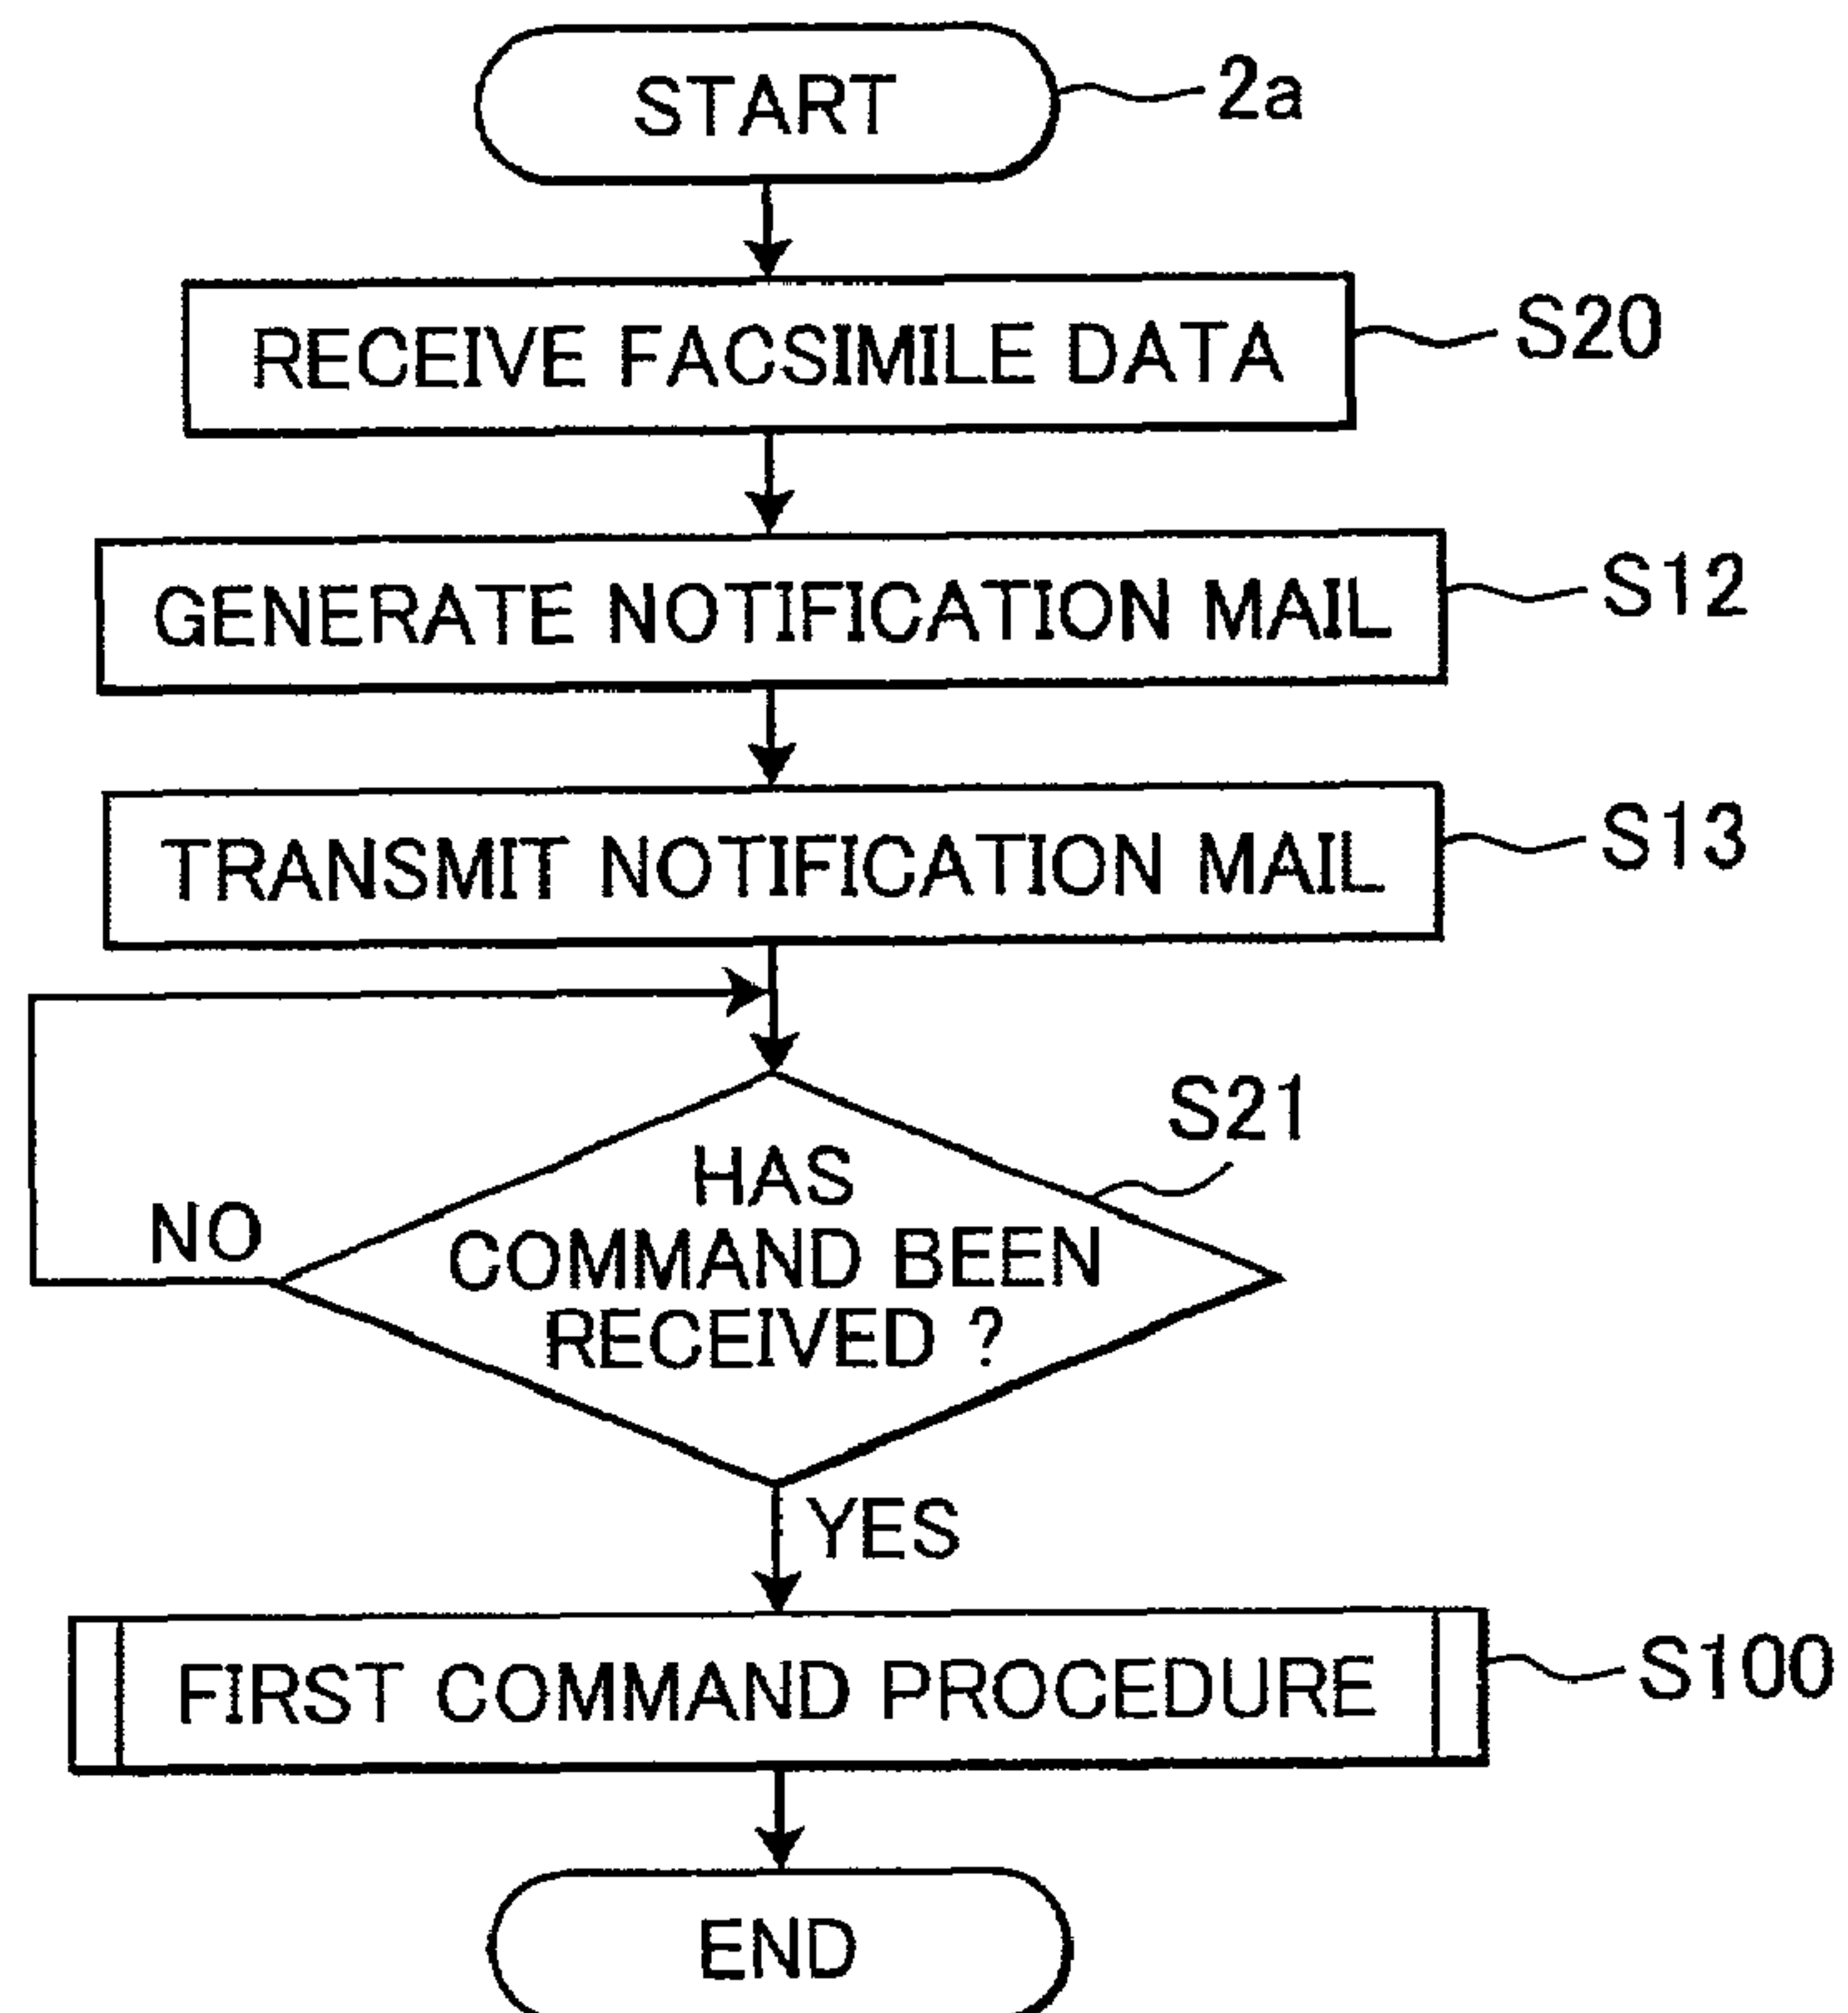 START
2a
RECEIVE FACSIMILE DATA
S20
GENERATE NOTIFICATION MAIL
S12
TRANSMIT NOTIFICATION MAIL
S13
S21
HAS
COMMAND BEEN
RECEIVED ?
NO
YES
FIRST COMMAND PROCEDURE
S100
END